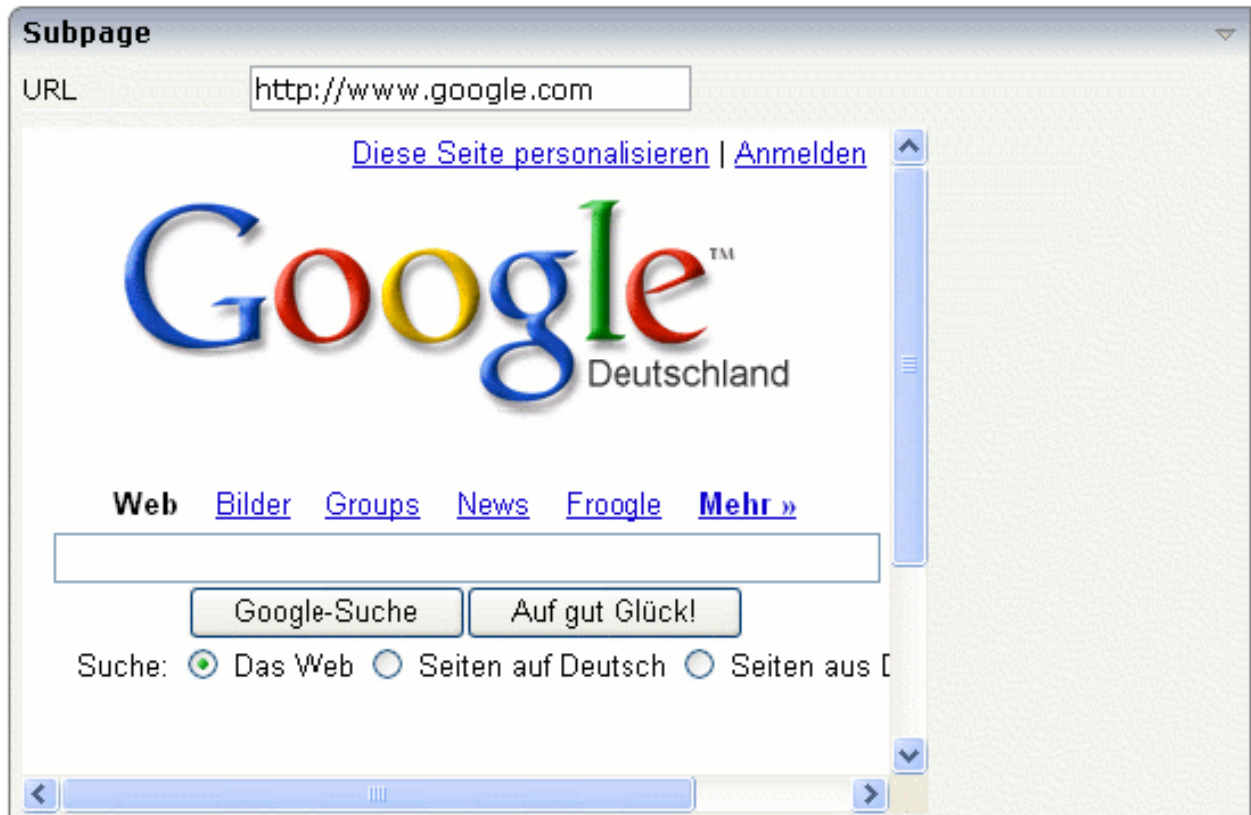 Subpage
URL http://www.google.com
Diese Seite personalisieren | Anmelden
Google™
Deutschland
Web Bilder Groups News Froogle Mehr »
Google-Suche Auf gut Glück!
Suche: Das Web Seiten auf Deutsch Seiten aus